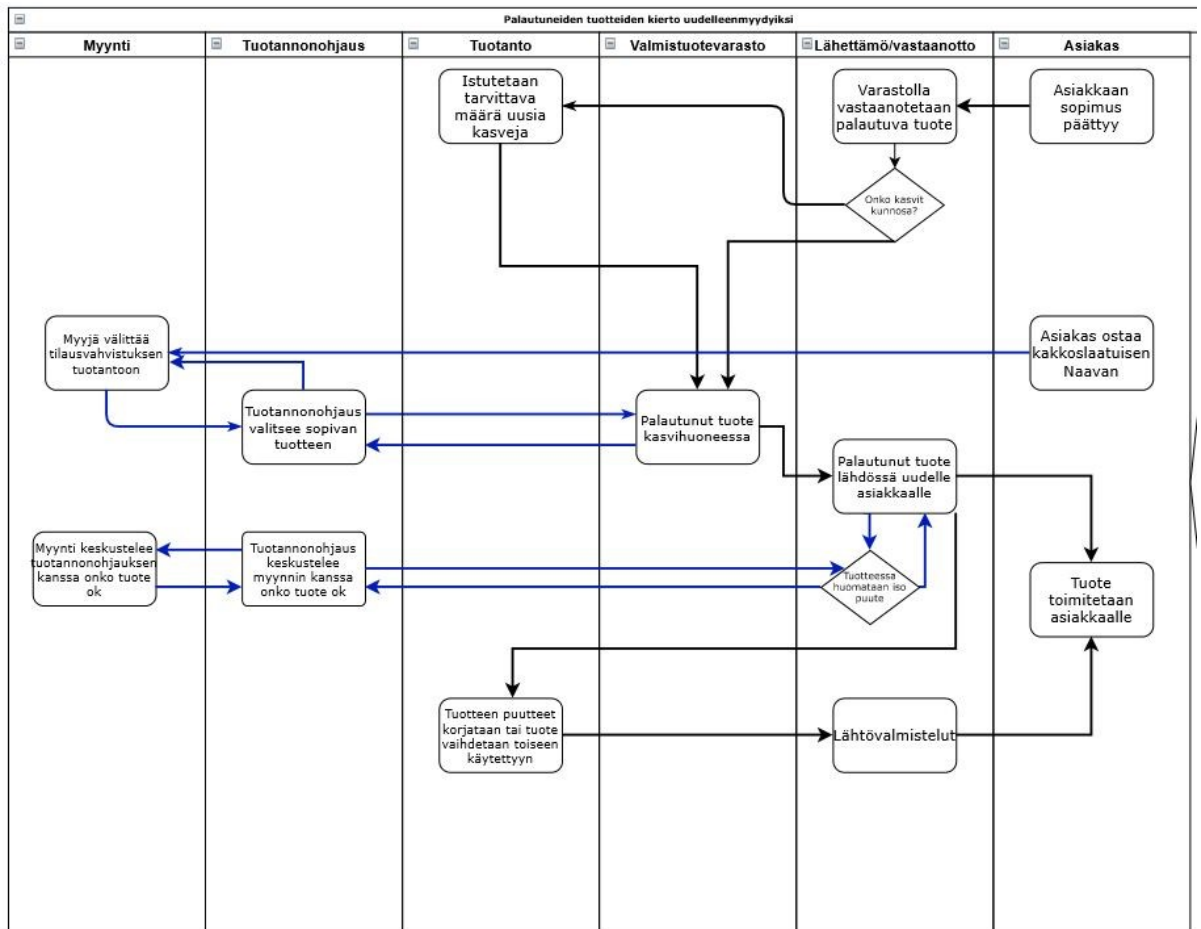 Palautuneiden tuotteiden kierto uudelleenmyydyiksi
Myynti
Tuotannonohjaus
Tuotanto
Valmistuotevarasto
Lähettämö/vastaanotto
Asiakas
Istutetaan
tarvittava
määrä uusia
kasveja
Varastolla
vastaanotetaan
palautuva tuote
Asiakkaan
sopimus
päättyy
Onko kasvit
kunnosa?
Myyjä välittää
tilausvahvistuksen
tuotantoon
Asiakas ostaa
kakkoslaatuisen
Naavan
Tuotannonohjaus
valitsee sopivan
tuotteen
Palautunut tuote
kasvihuoneessa
Palautunut tuote
lähdössä uudelle
asiakkaalle
Myynti keskustelee
tuotannonohjauksen
kanssa onko tuote
ok
Tuotannonohjaus
keskustelee
myynnin kanssa
onko tuote ok
Tuotteessa
huomataan iso
puute
Tuote
toimitetaan
asiakkaalle
Tuotteen puutteet
korjataan tai tuote
vaihdetaan toiseen
käytettyyn
Lähtövalmistelut